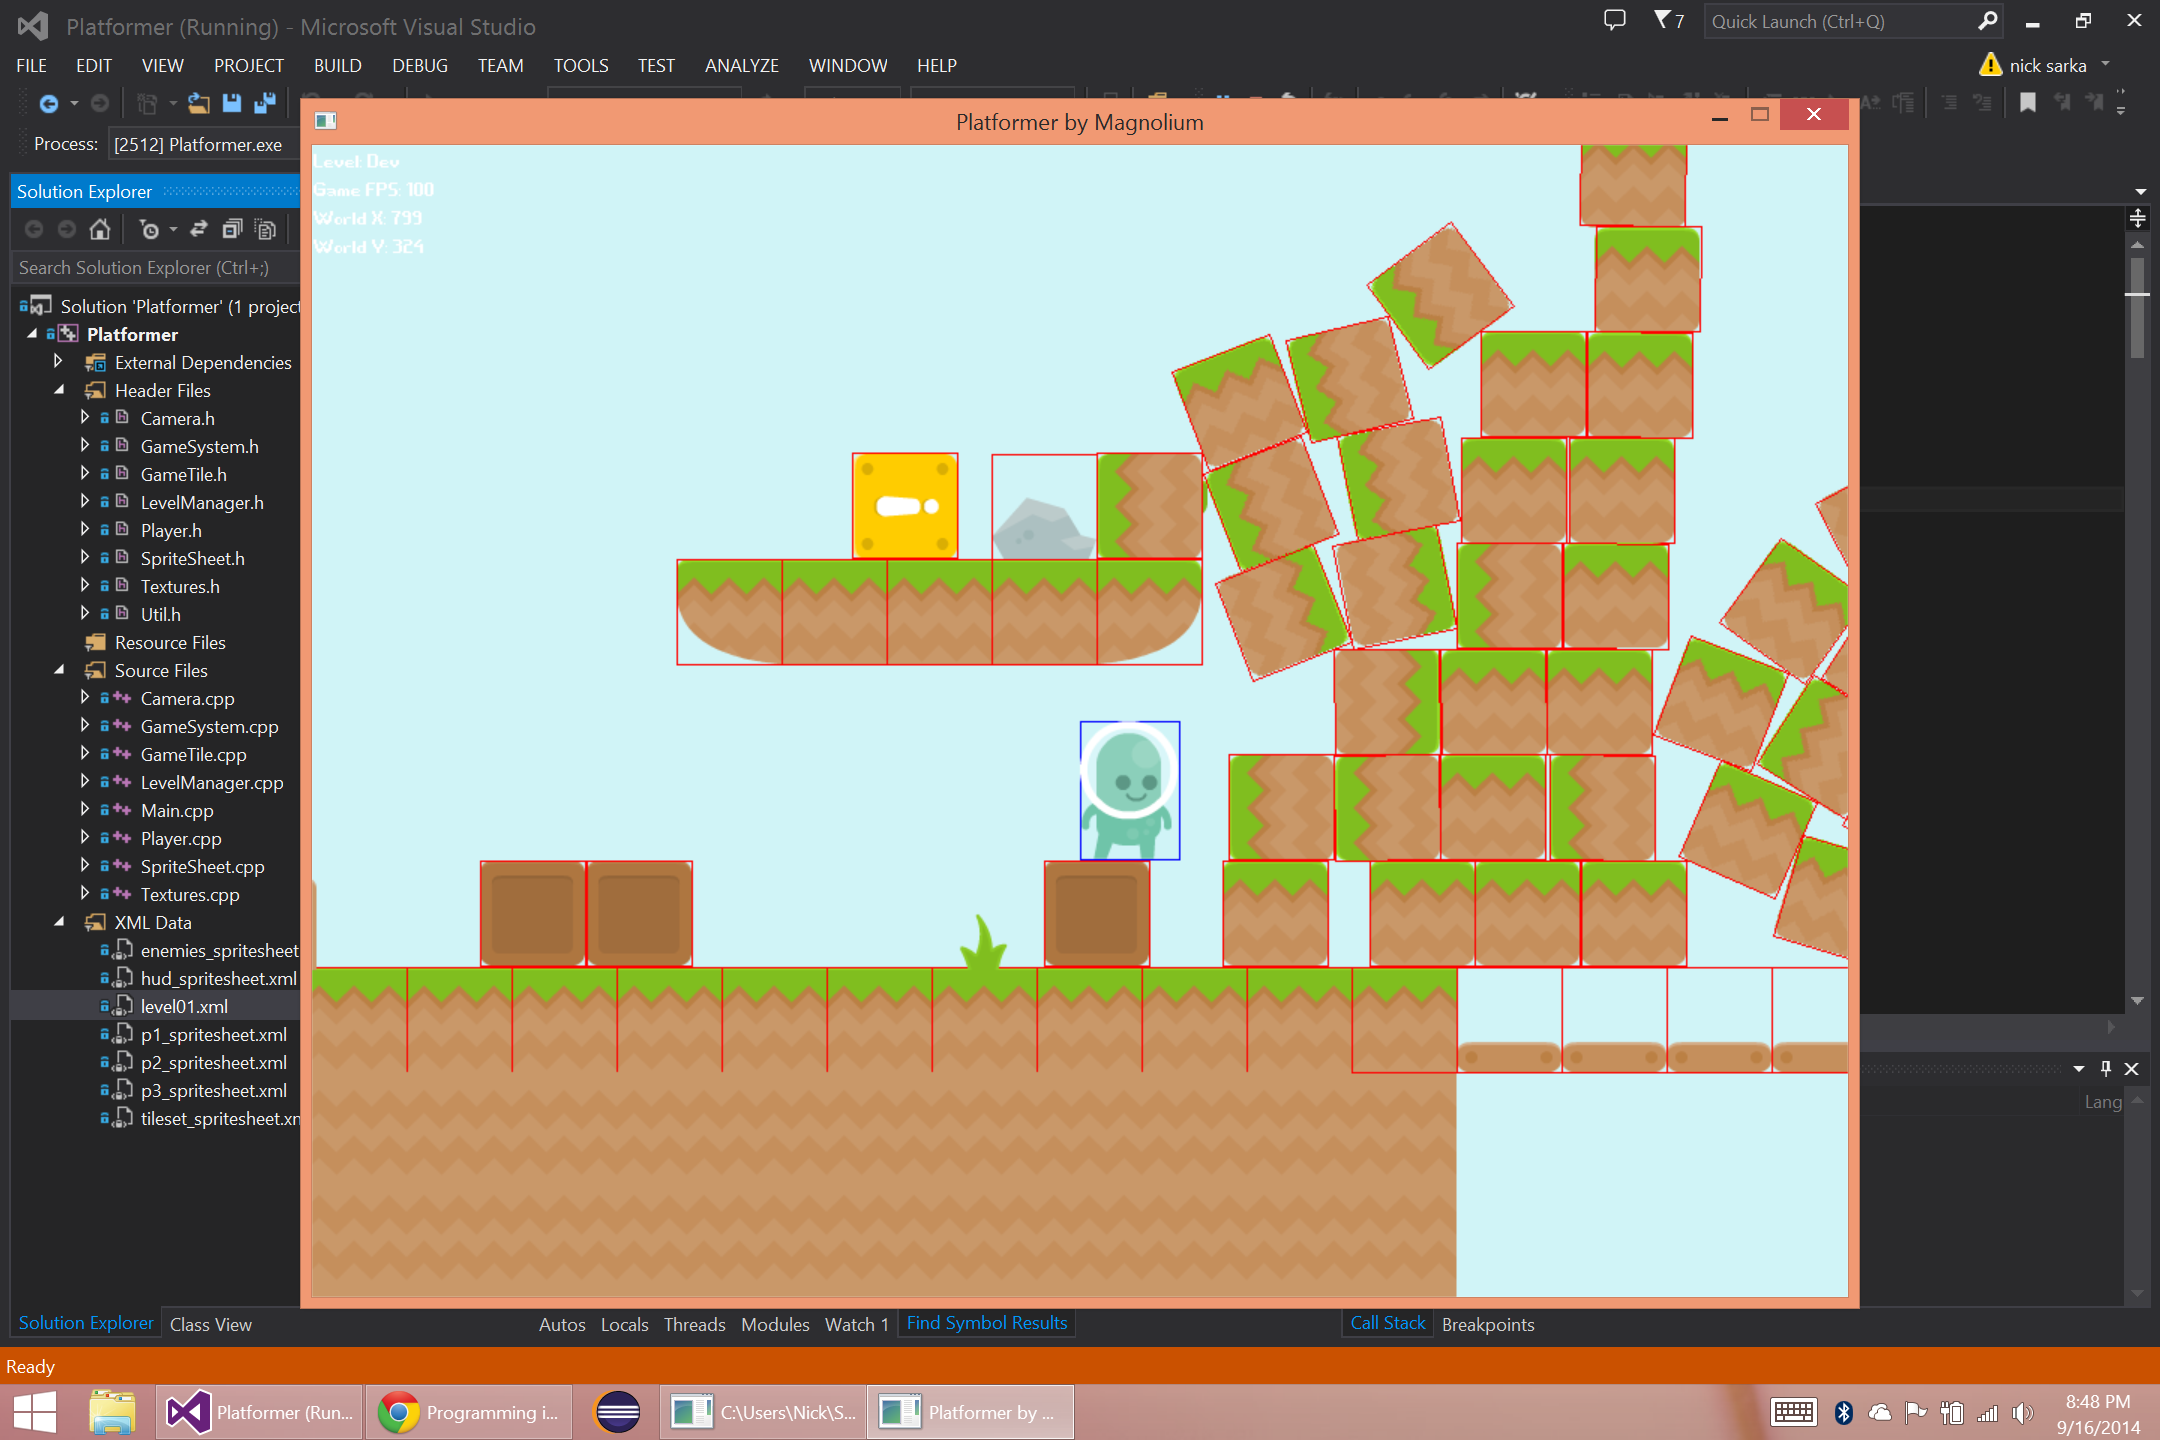 Platformer (Running) - Microsoft Visual Studio
7
Quick Launch (Ctrl+Q)
FILE EDIT VIEW PROJECT BUILD DEBUG TEAM TOOLS TEST ANALYZE WINDOW HELP
nick sarka
Process: [2512] Platformer.exe
Platformer by Magnolium
Level: Dev
Game FPS: 100
World X: 799
World Y: 324
Solution Explorer
Search Solution Explorer (Ctrl+;)
Solution 'Platformer' (1 project
Platformer
External Dependencies
Header Files
Camera.h
GameSystem.h
GameTile.h
LevelManager.h
Player.h
SpriteSheet.h
Textures.h
Util.h
Resource Files
Source Files
Camera.cpp
GameSystem.cpp
GameTile.cpp
LevelManager.cpp
Main.cpp
Player.cpp
SpriteSheet.cpp
Textures.cpp
XML Data
enemies_spritesheet
hud_spritesheet.xml
level01.xml
p1_spritesheet.xml
p2_spritesheet.xml
p3_spritesheet.xml
tileset_spritesheet.xm
Lang
Solution Explorer Class View Autos Locals Threads Modules Watch 1 Find Symbol Results Call Stack Breakpoints
Ready
Platformer (Run... Programming i... C:\Users\Nick\S... Platformer by ...
8:48 PM
9/16/2014